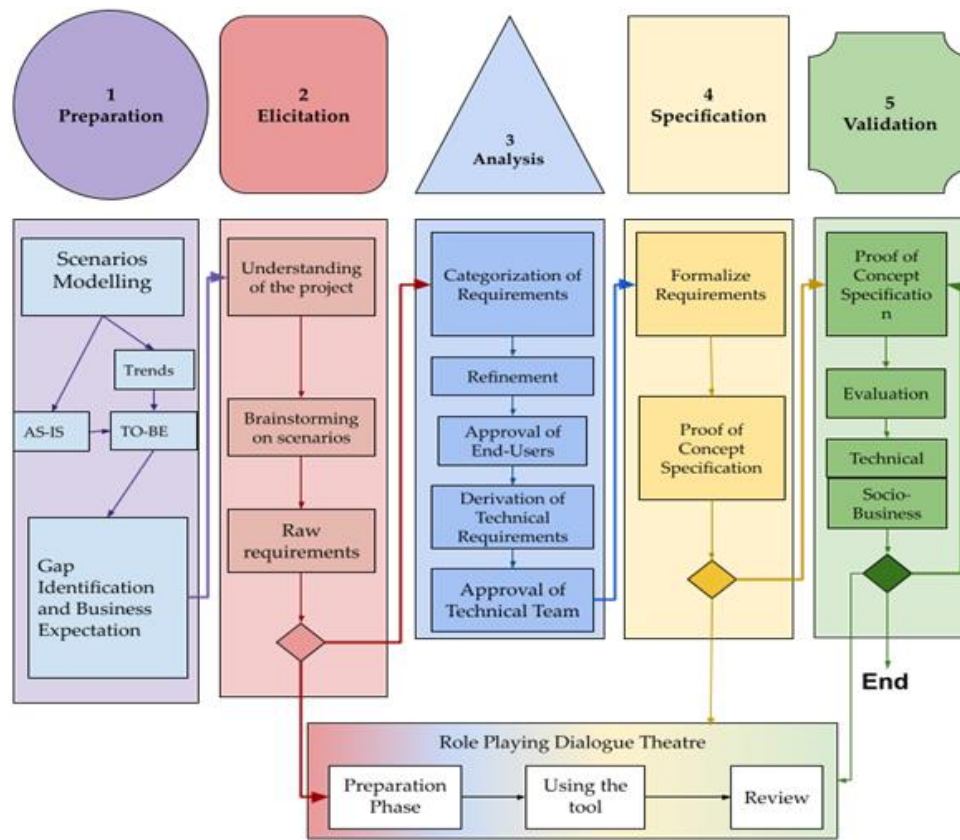 1
Preparation
2
Elicitation
3
Analysis
4
Specification
5
Validation
Scenarios
Modelling
Trends
AS-IS
TO-BE
Gap
Identification
and Business
Expectation
Understanding
of the project
Brainstorming
on scenarios
Raw
requirements
Categorization of
Requirements
Refinement
Approval of
End-Users
Derivation of
Technical
Requirements
Approval of
Technical Team
Formalize
Requirements
Proof of
Concept
Specification
Proof of
Concept
Specificatio
n
Evaluation
Technical
Socio-
Business
End
Role Playing Dialogue Theatre
Preparation
Phase
Using the
tool
Review